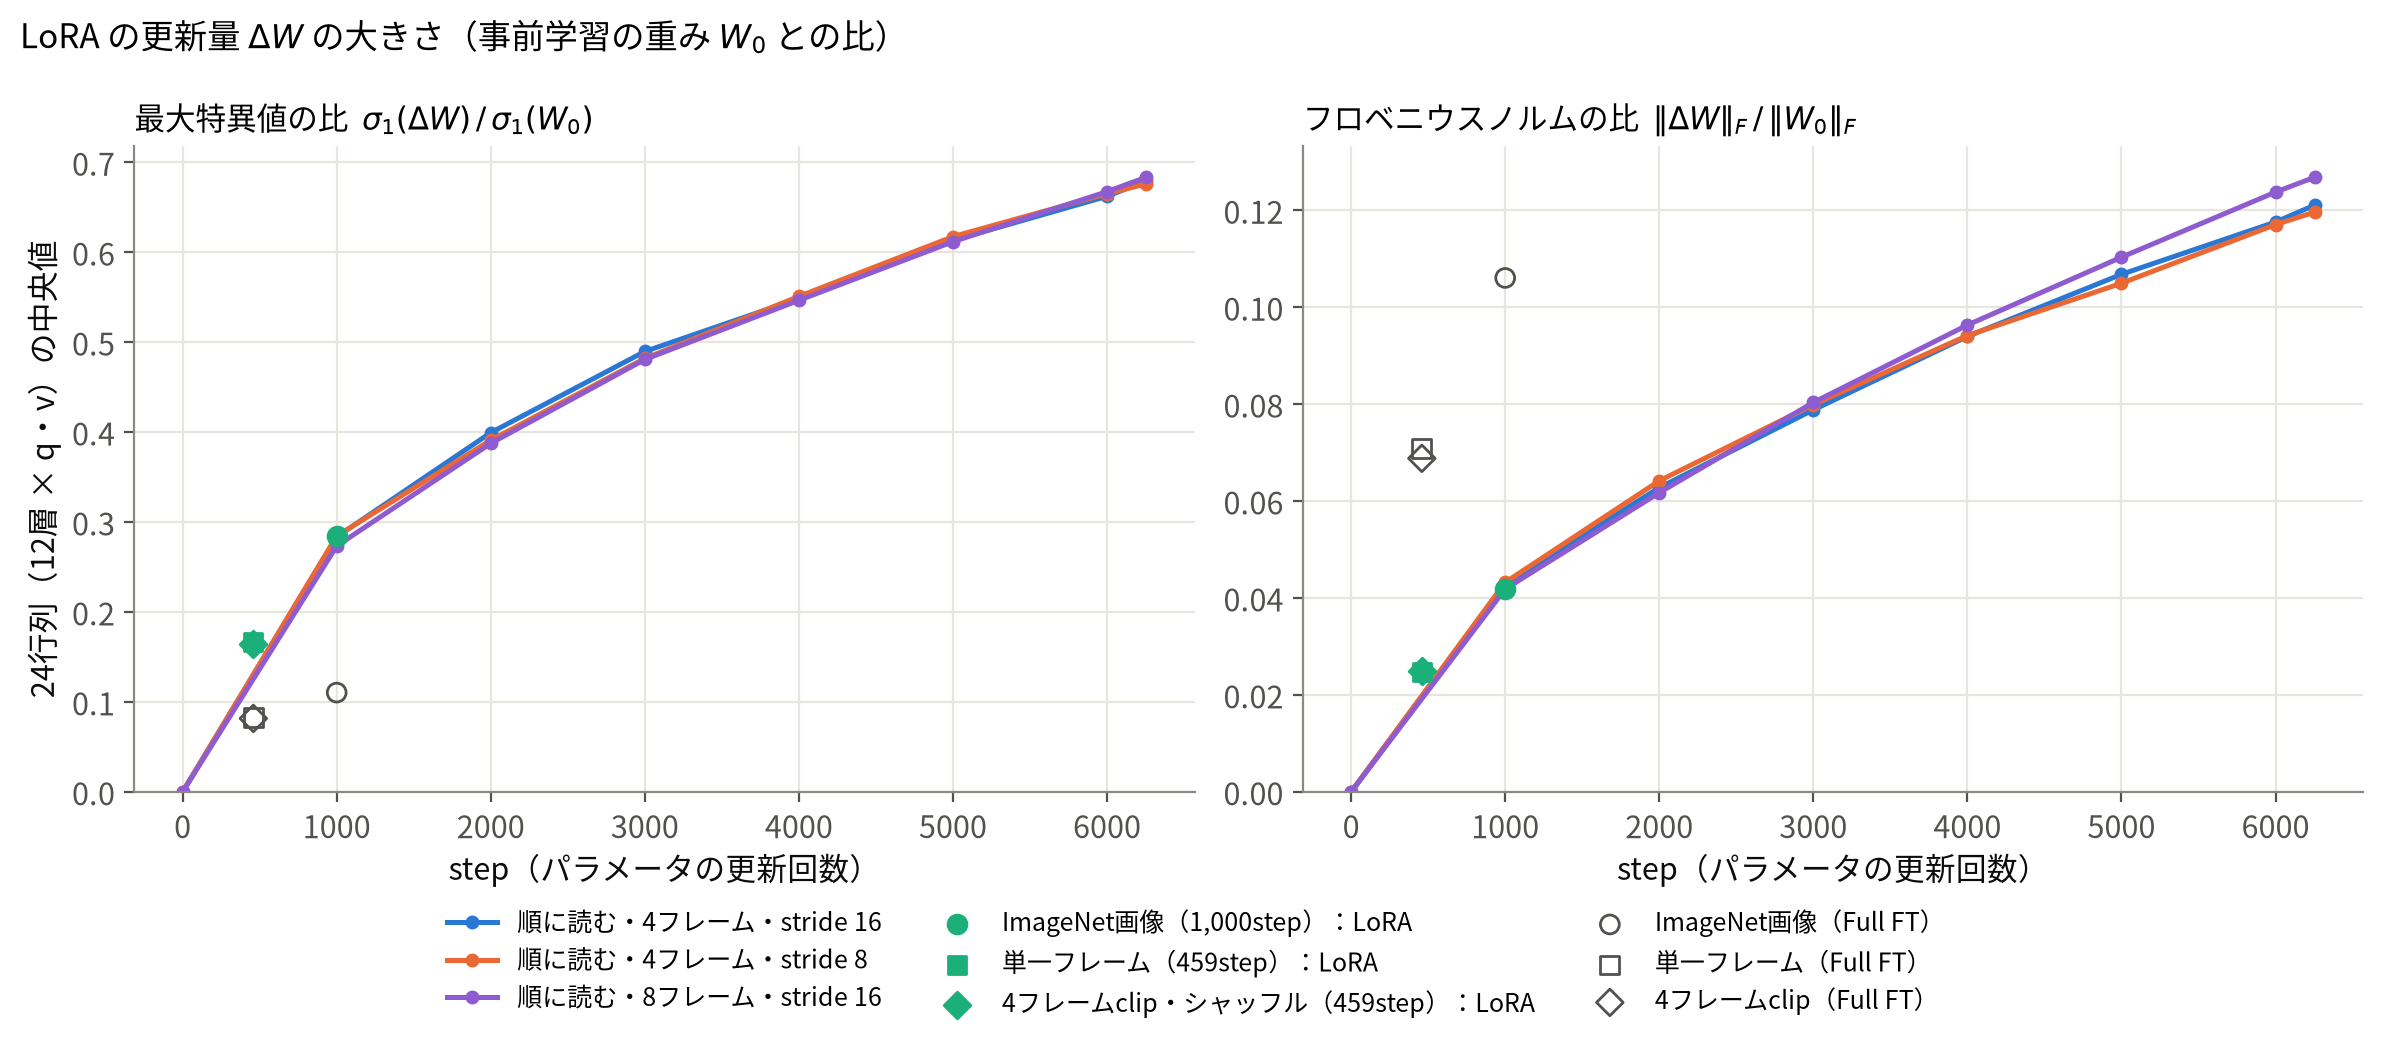 LoRA の更新量 ΔW の大きさ（事前学習の重み W₀ との比）
最大特異値の比 σ₁(ΔW) / σ₁(W₀)
24行列（12層 × q・v）の中央値
0.7
0.6
0.5
0.4
0.3
0.2
0.1
0.0
0 1000 2000 3000 4000 5000 6000
step（パラメータの更新回数）
フロベニウスノルムの比 ‖ΔW‖F / ‖W₀‖F
0.12
0.10
0.08
0.06
0.04
0.02
0.00
0 1000 2000 3000 4000 5000 6000
step（パラメータの更新回数）
順に読む・4フレーム・stride 16
順に読む・4フレーム・stride 8
順に読む・8フレーム・stride 16
ImageNet画像（1,000step）：LoRA
単一フレーム（459step）：LoRA
4フレームclip・シャッフル（459step）：LoRA
ImageNet画像（Full FT）
単一フレーム（Full FT）
4フレームclip（Full FT）